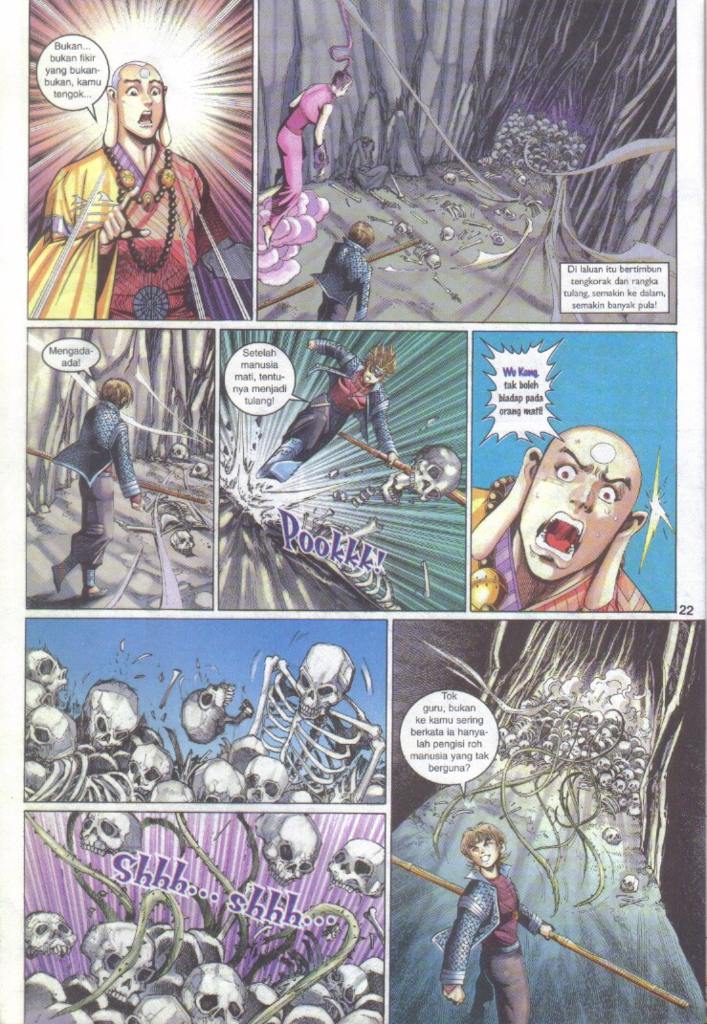 Bukan...
bukan fikir
yang bukan-
bukan, kamu
tengok...
Di laluan itu bertimbun
tengkorak dan rangka
tulang, semakin ke dalam,
semakin banyak pula!
Mengada-
ada!
Setelah
manusia
mati, tentu-
nya menjadi
tulang!
Pookkk!
Wu Kong,
tak boleh
biadap pada
orang mati!
22
Tok
guru, bukan
ke kamu sering
berkata ia hanya-
lah pengisi roh
manusia yang tak
berguna?
Shhh... shhh...